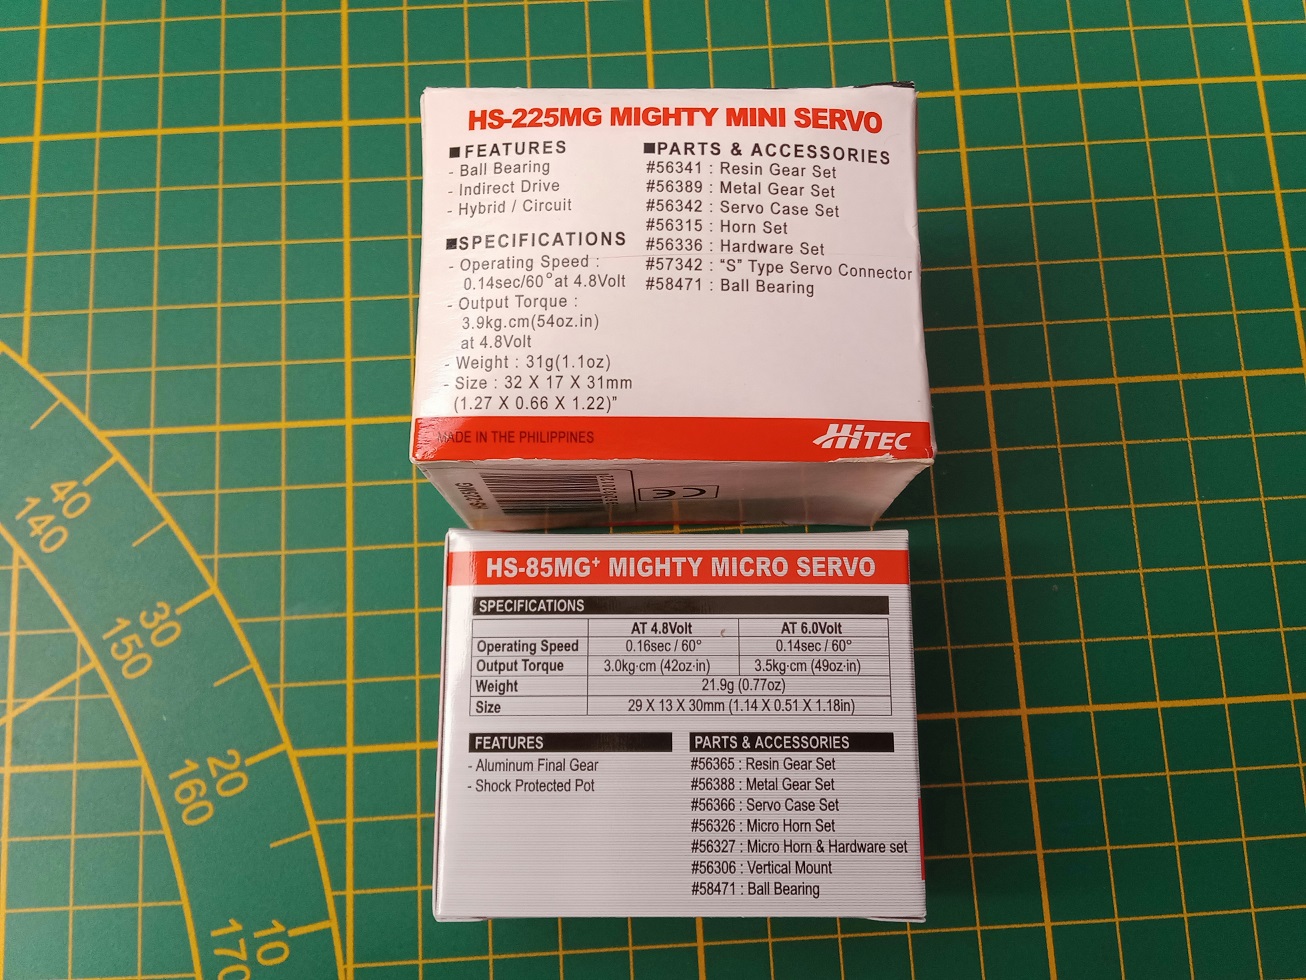 HS-225MG MIGHTY MINI SERVO
■FEATURES
- Ball Bearing
- Indirect Drive
- Hybrid / Circuit
■SPECIFICATIONS
- Operating Speed :
0.14sec/60°at 4.8Volt
- Output Torque :
3.9kg.cm(54oz.in)
at 4.8Volt
- Weight : 31g(1.1oz)
- Size : 32 X 17 X 31mm
(1.27 X 0.66 X 1.22)"
■PARTS & ACCESSORIES
#56341 : Resin Gear Set
#56389 : Metal Gear Set
#56342 : Servo Case Set
#56315 : Horn Set
#56336 : Hardware Set
#57342 : “S” Type Servo Connector
#58471 : Ball Bearing
MADE IN THE PHILIPPINES
HiTEC
HS-225MG
HS-85MG+ MIGHTY MICRO SERVO
SPECIFICATIONS
AT 4.8Volt AT 6.0Volt
Operating Speed 0.16sec / 60° 0.14sec / 60°
Output Torque 3.0kg·cm (42oz·in) 3.5kg·cm (49oz·in)
Weight 21.9g (0.77oz)
Size 29 X 13 X 30mm (1.14 X 0.51 X 1.18in)
FEATURES
- Aluminum Final Gear
- Shock Protected Pot
PARTS & ACCESSORIES
#56365 : Resin Gear Set
#56388 : Metal Gear Set
#56366 : Servo Case Set
#56326 : Micro Horn Set
#56327 : Micro Horn & Hardware set
#56306 : Vertical Mount
#58471 : Ball Bearing
40
140
30
150
20
160
10
170